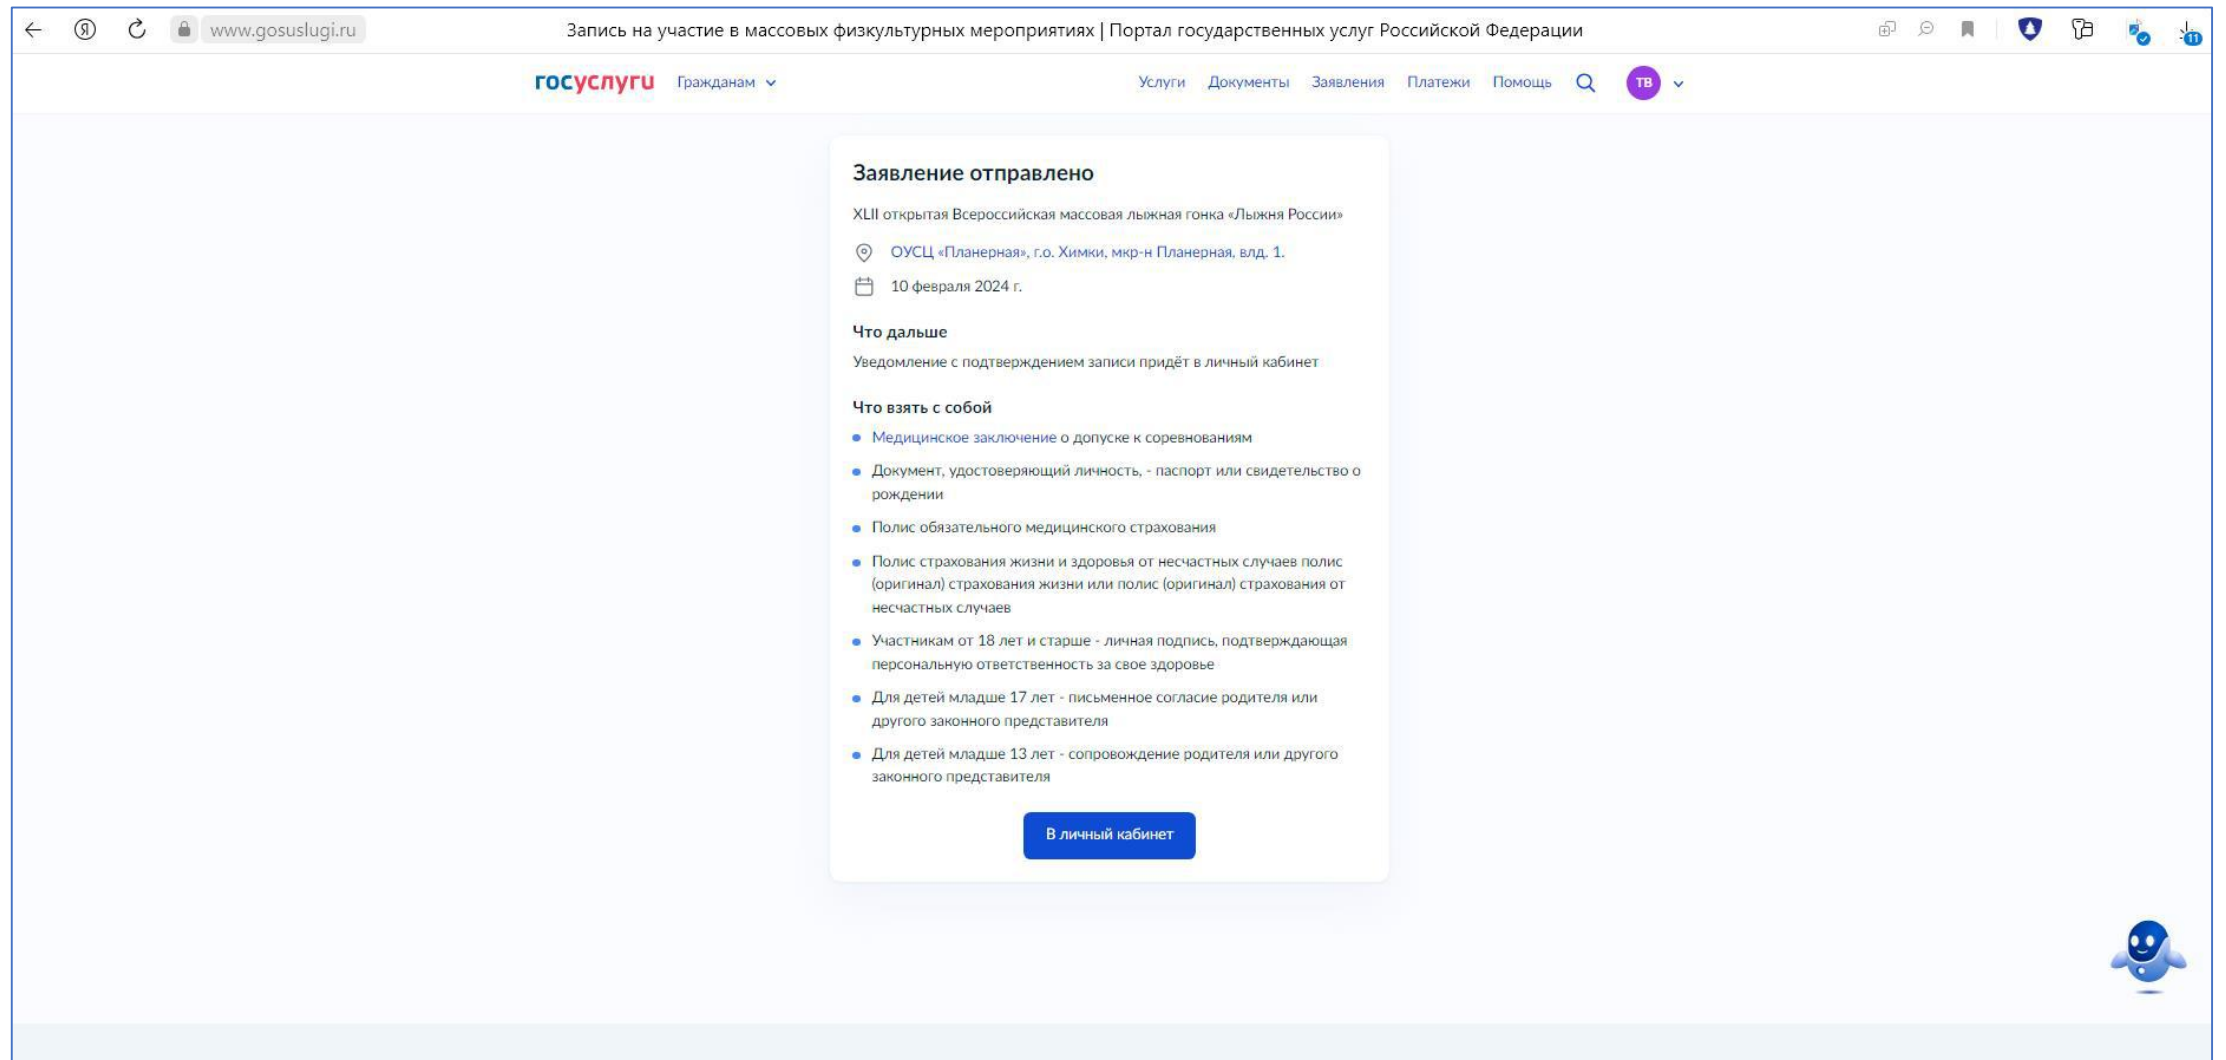 Я
www.gosuslugi.ru
Запись на участие в массовых физкультурных мероприятиях | Портал государственных услуг Российской Федерации
11
госуслуги Гражданам Услуги Документы Заявления Платежи Помощь ТВ
Заявление отправлено
XLII открытая Всероссийская массовая лыжная гонка «Лыжня России»
ОУСЦ «Планерная», г.о. Химки, мкр-н Планерная, влд. 1.
10 февраля 2024 г.
Что дальше
Уведомление с подтверждением записи придёт в личный кабинет
Что взять с собой
Медицинское заключение о допуске к соревнованиям
Документ, удостоверяющий личность, - паспорт или свидетельство о
рождении
Полис обязательного медицинского страхования
Полис страхования жизни и здоровья от несчастных случаев полис
(оригинал) страхования жизни или полис (оригинал) страхования от
несчастных случаев
Участникам от 18 лет и старше - личная подпись, подтверждающая
персональную ответственность за свое здоровье
Для детей младше 17 лет - письменное согласие родителя или
другого законного представителя
Для детей младше 13 лет - сопровождение родителя или другого
законного представителя
В личный кабинет